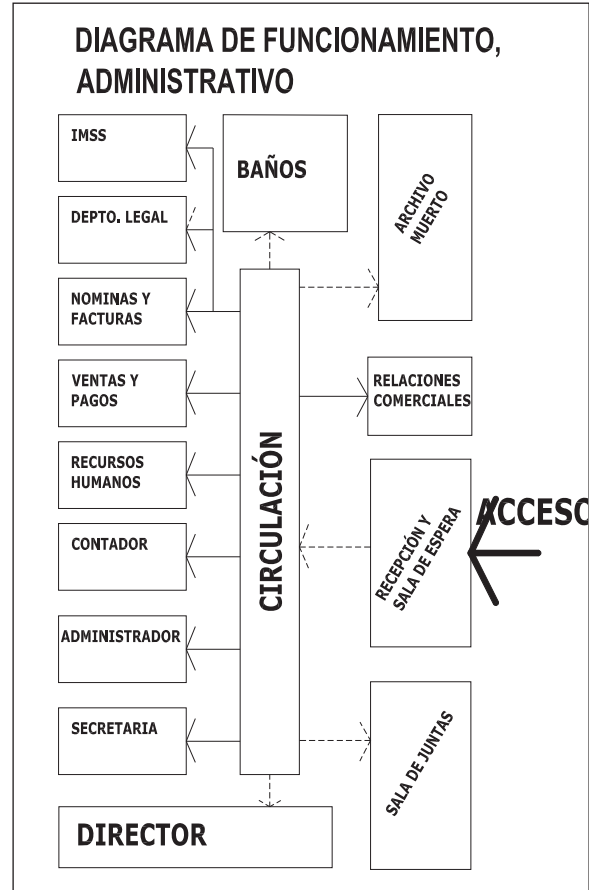 DIAGRAMA DE FUNCIONAMIENTO,
ADMINISTRATIVO
IMSS
BAÑOS
ARCHIVO
MUERTO
DEPTO. LEGAL
NOMINAS Y
FACTURAS
VENTAS Y
PAGOS
RELACIONES
COMERCIALES
RECURSOS
HUMANOS
CIRCULACIÓN
RECEPCIÓN Y
SALA DE ESPERA
ACCESO
CONTADOR
ADMINISTRADOR
SECRETARIA
SALA DE JUNTAS
DIRECTOR